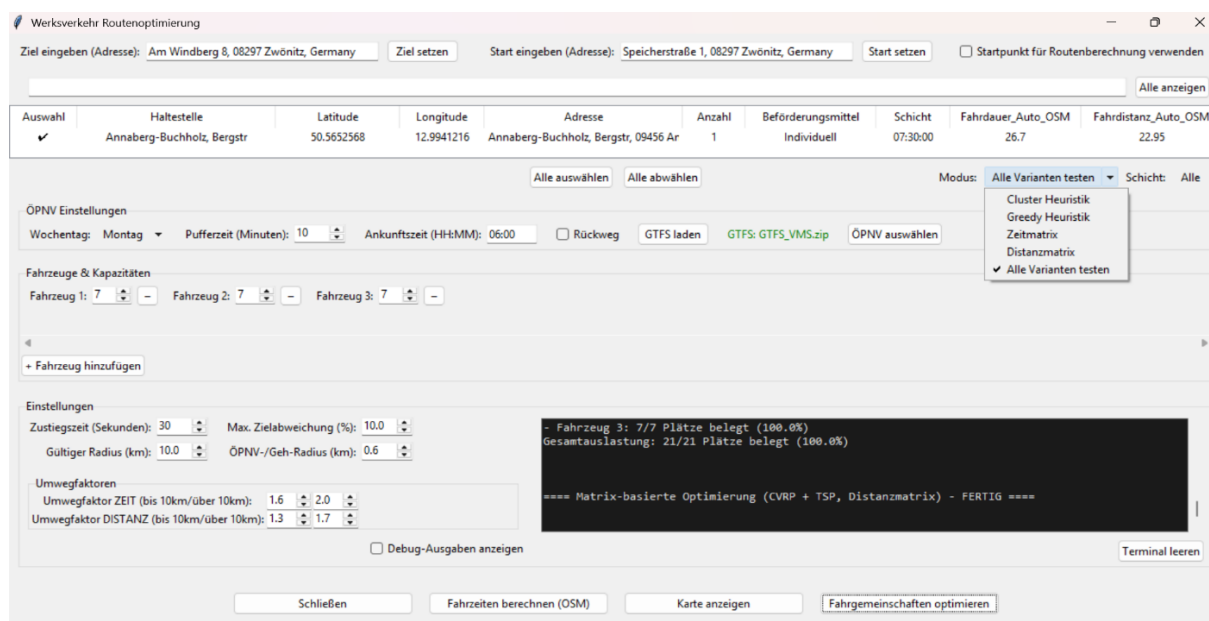 Werksverkehr Routenoptimierung
Ziel eingeben (Adresse): Am Windberg 8, 08297 Zwönitz, Germany Ziel setzen Start eingeben (Adresse): Speicherstraße 1, 08297 Zwönitz, Germany Start setzen Startpunkt für Routenberechnung verwenden
Alle anzeigen
Auswahl Haltestelle Latitude Longitude Adresse Anzahl Beförderungsmittel Schicht Fahrdauer_Auto_OSM Fahrdistanz_Auto_OSM
✔ Annaberg-Buchholz, Bergstr 50.5652568 12.9941216 Annaberg-Buchholz, Bergstr, 09456 Ar 1 Individuell 07:30:00 26.7 22.95
Alle auswählen Alle abwählen Modus: Alle Varianten testen Schicht: Alle
Cluster Heuristik
Greedy Heuristik
Zeitmatrix
Distanzmatrix
✔ Alle Varianten testen
ÖPNV Einstellungen
Wochentag: Montag Pufferzeit (Minuten): 10 Ankunftszeit (HH:MM): 06:00 Rückweg GTFS laden GTFS: GTFS_VMS.zip ÖPNV auswählen
Fahrzeuge & Kapazitäten
Fahrzeug 1: 7 – Fahrzeug 2: 7 – Fahrzeug 3: 7 –
+ Fahrzeug hinzufügen
Einstellungen
Zustiegszeit (Sekunden): 30 Max. Zielabweichung (%): 10.0
Gültiger Radius (km): 10.0 ÖPNV-/Geh-Radius (km): 0.6
Umwegfaktoren
Umwegfaktor ZEIT (bis 10km/über 10km): 1.6 2.0
Umwegfaktor DISTANZ (bis 10km/über 10km): 1.3 1.7
- Fahrzeug 3: 7/7 Plätze belegt (100.0%)
Gesamtauslastung: 21/21 Plätze belegt (100.0%)
==== Matrix-basierte Optimierung (CVRP + TSP, Distanzmatrix) - FERTIG ====
Debug-Ausgaben anzeigen Terminal leeren
Schließen Fahrzeiten berechnen (OSM) Karte anzeigen Fahrgemeinschaften optimieren